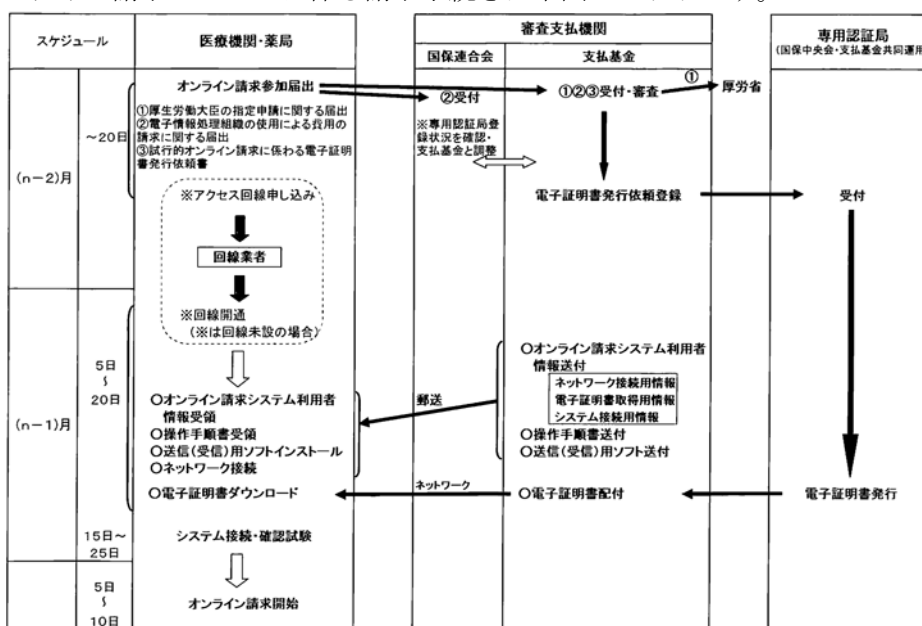 スケジュール
医療機関・薬局
審査支払機関
国保連合会
支払基金
専用認証局
(国保中央会・支払基金共同運用)
(n－2)月
～20日
オンライン請求参加届出
①厚生労働大臣の指定申請に関する届出
②電子情報処理組織の使用による費用の
請求に関する届出
③試行的オンライン請求に係わる電子証明
書発行依頼書
②受付
※専用認証局登
録状況を確認・
支払基金と調整
①②③受付・審査
①
厚労省
電子証明書発行依頼登録
受付
※アクセス回線申し込み
回線業者
※回線開通
(※は回線未設の場合)
(n－1)月
5日
～
20日
〇オンライン請求システム利用者
情報受領
〇操作手順書受領
〇送信(受信)用ソフトインストール
〇ネットワーク接続
郵送
〇オンライン請求システム利用者
情報送付
ネットワーク接続用情報
電子証明書取得用情報
システム接続用情報
〇操作手順書送付
〇送信(受信)用ソフト送付
〇電子証明書ダウンロード
ネットワーク
〇電子証明書配付
電子証明書発行
15日～
25日
システム接続・確認試験
5日
～
10日
オンライン請求開始